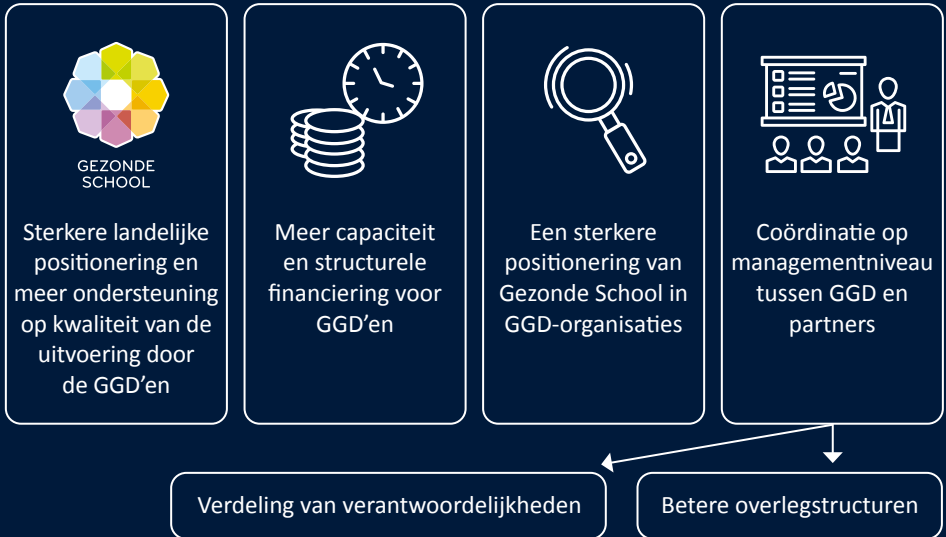 GEZONDE
SCHOOL
Sterkere landelijke
positionering en
meer ondersteuning
op kwaliteit van de
uitvoering door
de GGD’en
Meer capaciteit
en structurele
financiering voor
GGD’en
Een sterkere
positionering van
Gezonde School in
GGD-organisaties
Coördinatie op
managementniveau
tussen GGD en
partners
Verdeling van verantwoordelijkheden
Betere overlegstructuren